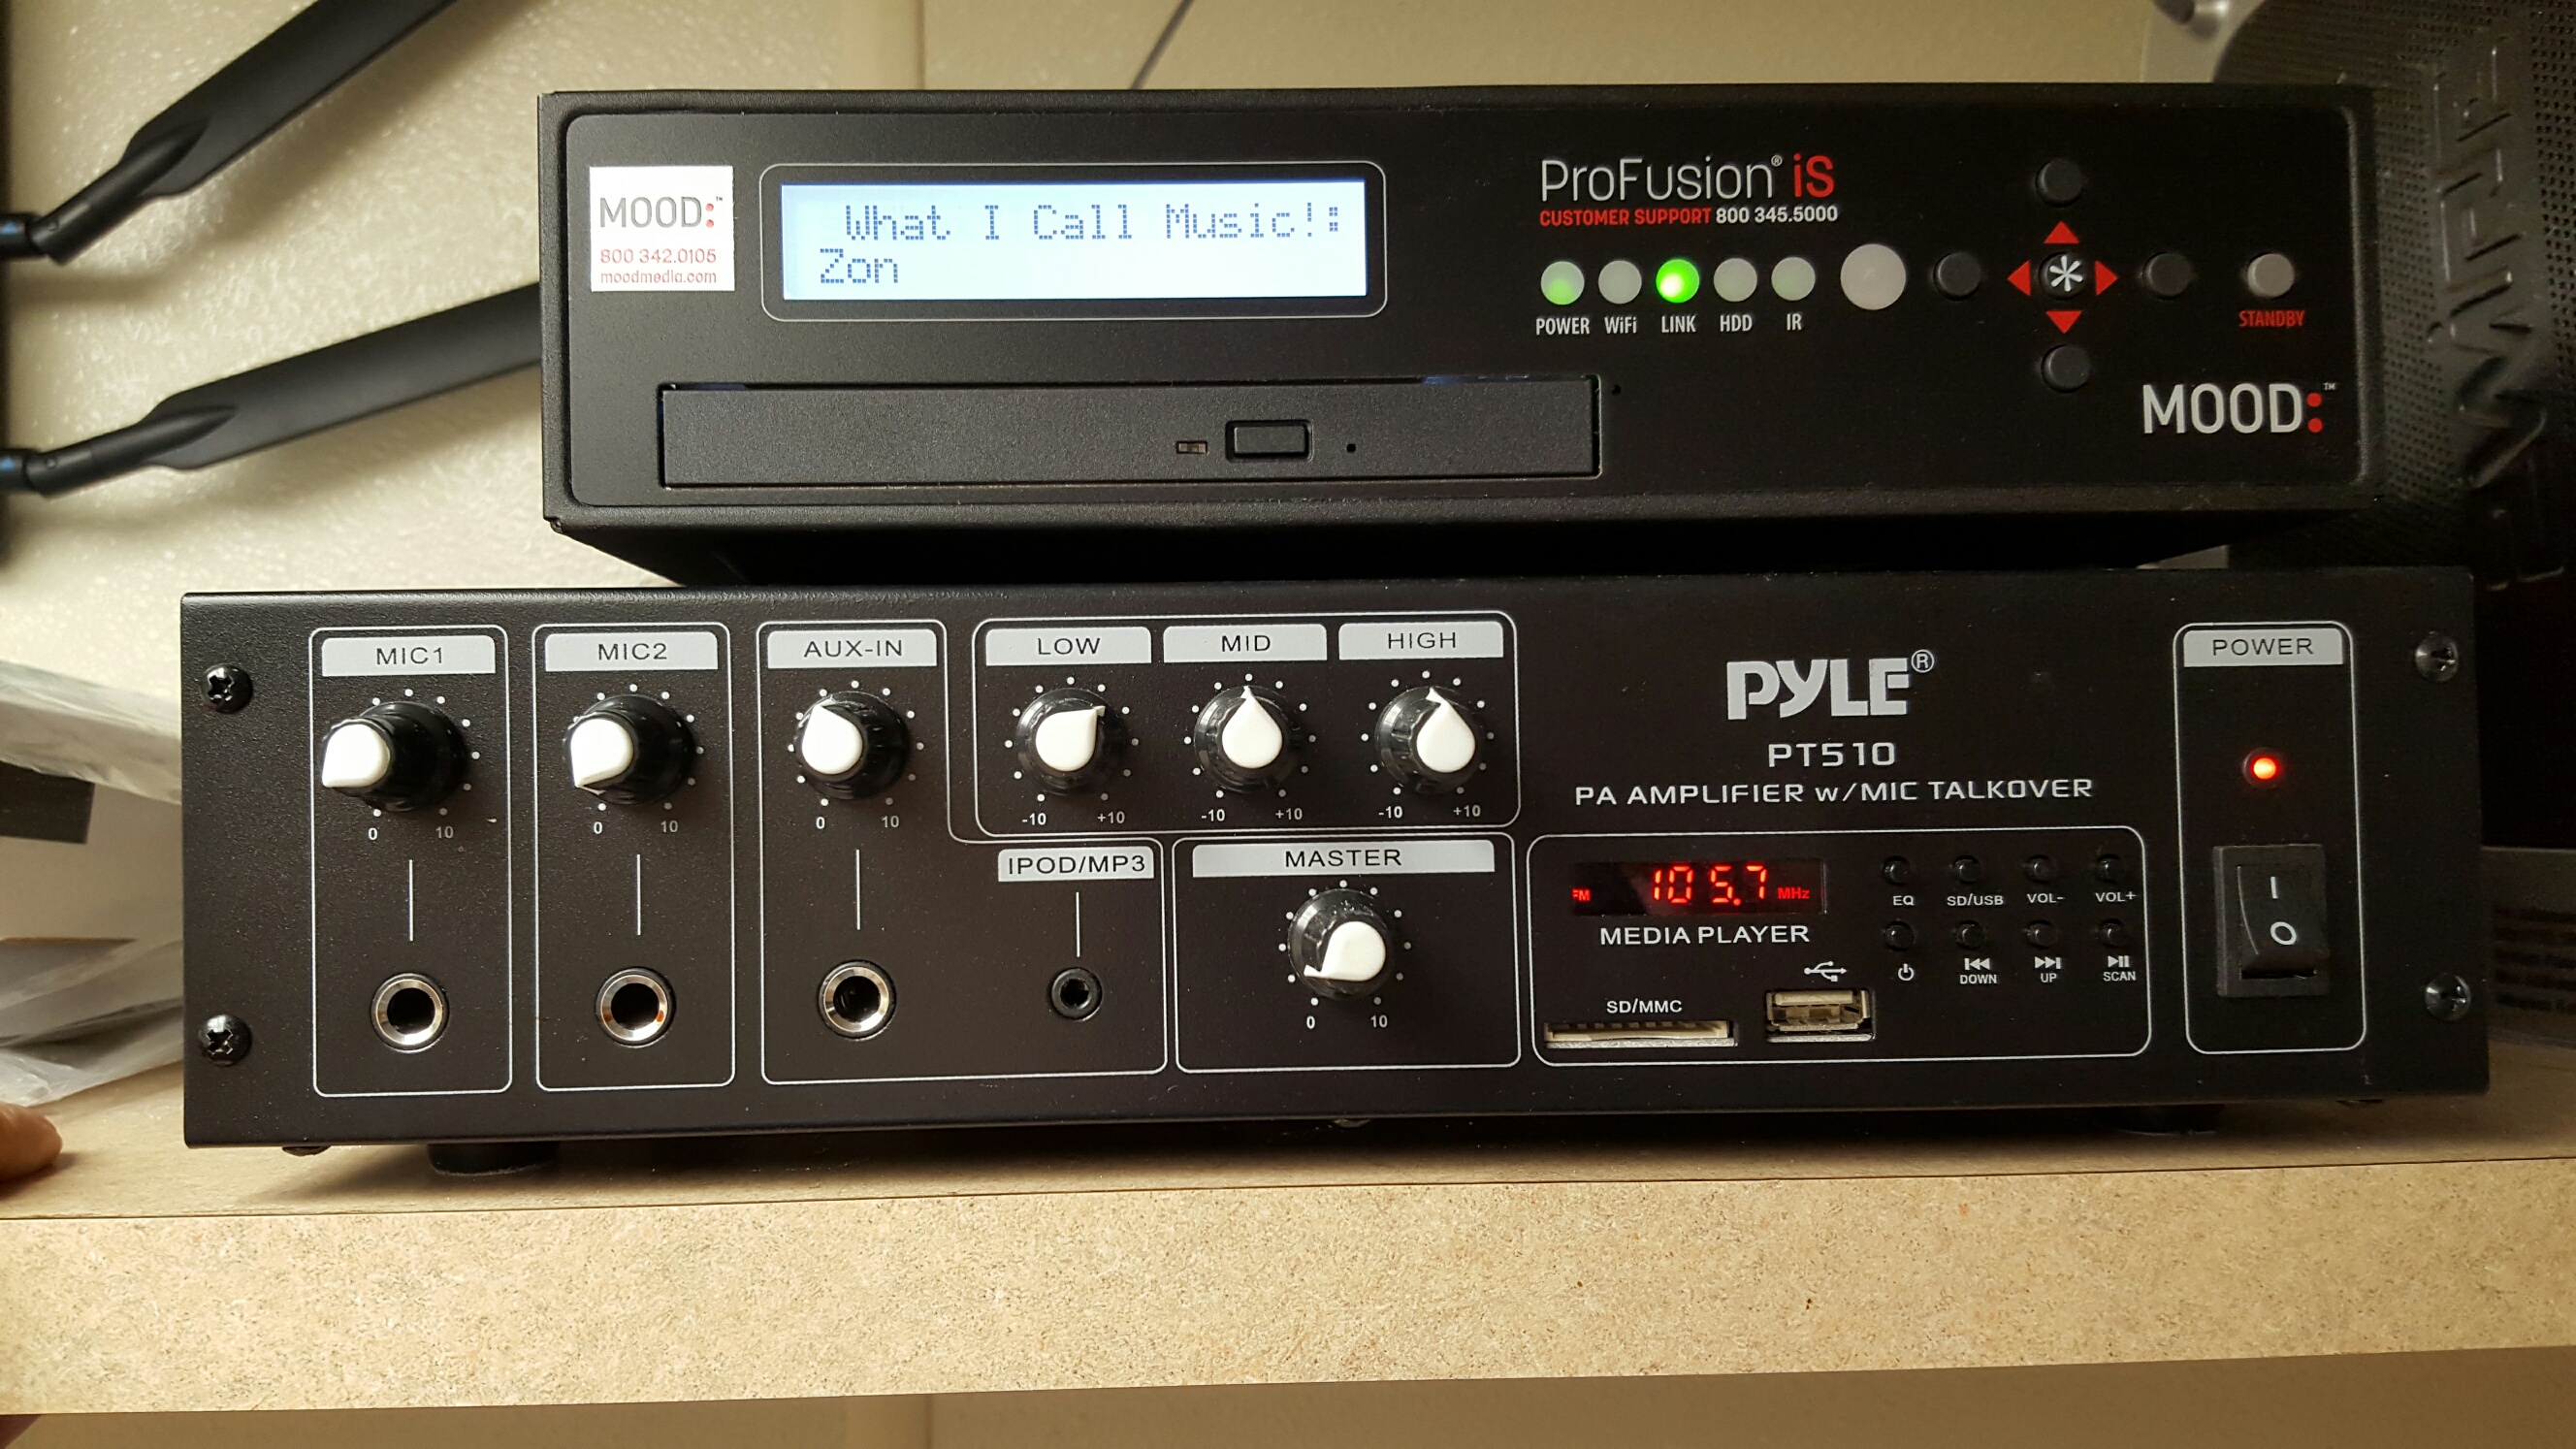 MOOD:™
800 342.0105
moodmedia.com
What I Call Music!:
Zon
ProFusion® iS
CUSTOMER SUPPORT 800 345.5000
POWER WiFi LINK HDD IR
*
STANDBY
MOOD:™
MIC1
0 10
MIC2
0 10
AUX-IN
0 10
LOW
-10 +10
MID
-10 +10
HIGH
-10 +10
IPOD/MP3
MASTER
0 10
PYLE®
PT510
PA AMPLIFIER w/MIC TALKOVER
FM 105.7 MHz
MEDIA PLAYER
SD/MMC
EQ SD/USB VOL- VOL+
DOWN UP SCAN
POWER
I
O